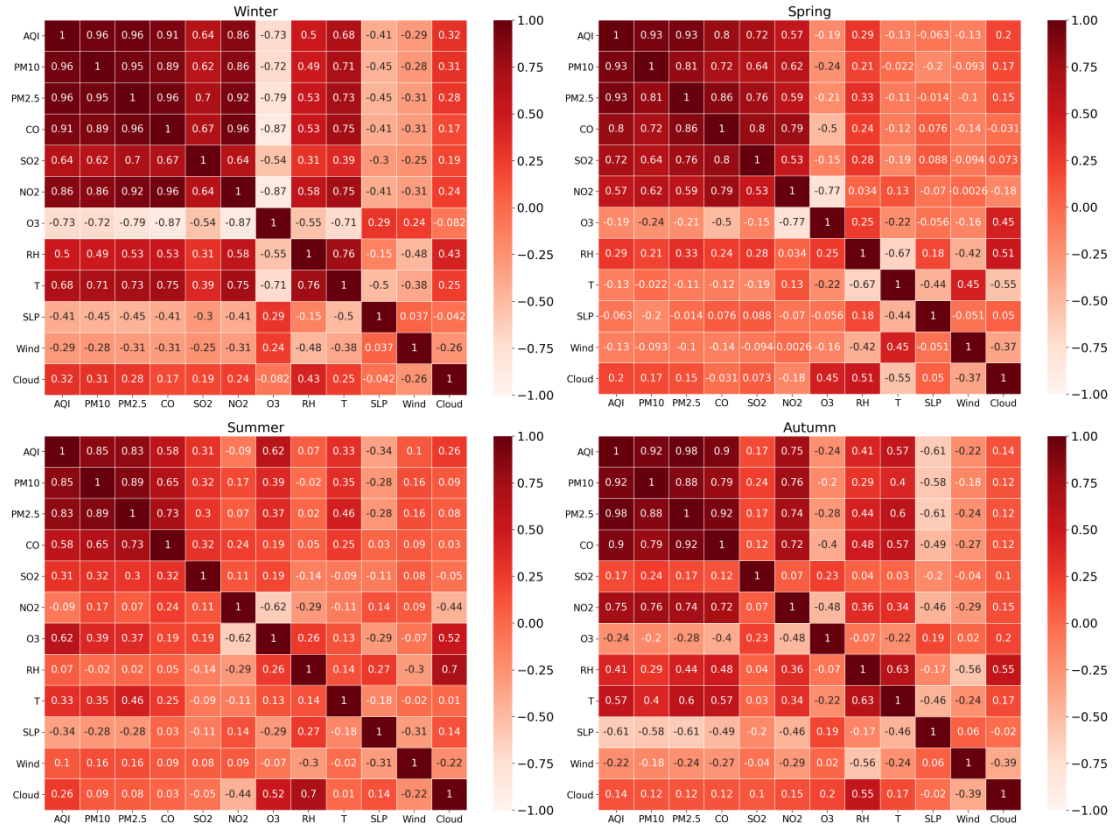 Winter
AQI 1 0.96 0.96 0.91 0.64 0.86 -0.73 0.5 0.68 -0.41 -0.29 0.32
PM10 0.96 1 0.95 0.89 0.62 0.86 -0.72 0.49 0.71 -0.45 -0.28 0.31
PM2.5 0.96 0.95 1 0.96 0.7 0.92 -0.79 0.53 0.73 -0.45 -0.31 0.28
CO 0.91 0.89 0.96 1 0.67 0.96 -0.87 0.53 0.75 -0.41 -0.31 0.17
SO2 0.64 0.62 0.7 0.67 1 0.64 -0.54 0.31 0.39 -0.3 -0.25 0.19
NO2 0.86 0.86 0.92 0.96 0.64 1 -0.87 0.58 0.75 -0.41 -0.31 0.24
O3 -0.73 -0.72 -0.79 -0.87 -0.54 -0.87 1 -0.55 -0.71 0.29 0.24 -0.082
RH 0.5 0.49 0.53 0.53 0.31 0.58 -0.55 1 0.76 -0.15 -0.48 0.43
T 0.68 0.71 0.73 0.75 0.39 0.75 -0.71 0.76 1 -0.5 -0.38 0.25
SLP -0.41 -0.45 -0.45 -0.41 -0.3 -0.41 0.29 -0.15 -0.5 1 0.037 -0.042
Wind -0.29 -0.28 -0.31 -0.31 -0.25 -0.31 0.24 -0.48 -0.38 0.037 1 -0.26
Cloud 0.32 0.31 0.28 0.17 0.19 0.24 -0.082 0.43 0.25 -0.042 -0.26 1
AQI PM10 PM2.5 CO SO2 NO2 O3 RH T SLP Wind Cloud
1.00
0.75
0.50
0.25
0.00
−0.25
−0.50
−0.75
−1.00
Spring
AQI 1 0.93 0.93 0.8 0.72 0.57 -0.19 0.29 -0.13 -0.063 -0.13 0.2
PM10 0.93 1 0.81 0.72 0.64 0.62 -0.24 0.21 -0.022 -0.2 -0.093 0.17
PM2.5 0.93 0.81 1 0.86 0.76 0.59 -0.21 0.33 -0.11 -0.014 -0.1 0.15
CO 0.8 0.72 0.86 1 0.8 0.79 -0.5 0.24 -0.12 0.076 -0.14 -0.031
SO2 0.72 0.64 0.76 0.8 1 0.53 -0.15 0.28 -0.19 0.088 -0.094 0.073
NO2 0.57 0.62 0.59 0.79 0.53 1 -0.77 0.034 0.13 -0.07 -0.0026 -0.18
O3 -0.19 -0.24 -0.21 -0.5 -0.15 -0.77 1 0.25 -0.22 -0.056 -0.16 0.45
RH 0.29 0.21 0.33 0.24 0.28 0.034 0.25 1 -0.67 0.18 -0.42 0.51
T -0.13 -0.022 -0.11 -0.12 -0.19 0.13 -0.22 -0.67 1 -0.44 0.45 -0.55
SLP -0.063 -0.2 -0.014 0.076 0.088 -0.07 -0.056 0.18 -0.44 1 -0.051 0.05
Wind -0.13 -0.093 -0.1 -0.14 -0.094 -0.0026 -0.16 -0.42 0.45 -0.051 1 -0.37
Cloud 0.2 0.17 0.15 -0.031 0.073 -0.18 0.45 0.51 -0.55 0.05 -0.37 1
AQI PM10 PM2.5 CO SO2 NO2 O3 RH T SLP Wind Cloud
1.00
0.75
0.50
0.25
0.00
−0.25
−0.50
−0.75
−1.00
Summer
AQI 1 0.85 0.83 0.58 0.31 -0.09 0.62 0.07 0.33 -0.34 0.1 0.26
PM10 0.85 1 0.89 0.65 0.32 0.17 0.39 -0.02 0.35 -0.28 0.16 0.09
PM2.5 0.83 0.89 1 0.73 0.3 0.07 0.37 0.02 0.46 -0.28 0.16 0.08
CO 0.58 0.65 0.73 1 0.32 0.24 0.19 0.05 0.25 0.09 0.09 0.03
SO2 0.31 0.32 0.3 0.32 1 0.11 0.19 -0.14 -0.09 -0.11 0.08 -0.05
NO2 -0.09 0.17 0.07 0.24 0.11 1 -0.62 -0.29 -0.11 0.14 0.09 -0.44
O3 0.62 0.39 0.37 0.19 0.19 -0.62 1 0.26 0.13 -0.29 -0.07 0.52
RH 0.07 -0.02 0.02 0.05 -0.14 -0.29 0.26 1 0.14 0.27 -0.3 0.7
T 0.33 0.35 0.46 0.25 -0.09 -0.11 0.13 0.14 1 -0.18 -0.02 0.01
SLP -0.34 -0.28 -0.28 0.09 -0.11 0.14 -0.29 0.27 -0.18 1 -0.31 0.14
Wind 0.1 0.16 0.16 0.09 0.08 0.09 -0.07 -0.3 -0.02 -0.31 1 -0.22
Cloud 0.26 0.09 0.08 0.03 -0.05 -0.44 0.52 0.7 0.01 0.14 -0.22 1
AQI PM10 PM2.5 CO SO2 NO2 O3 RH T SLP Wind Cloud
1.00
0.75
0.50
0.25
0.00
−0.25
−0.50
−0.75
−1.00
Autumn
AQI 1 0.92 0.98 0.9 0.17 0.75 -0.24 0.41 0.57 -0.61 -0.22 0.14
PM10 0.92 1 0.88 0.79 0.24 0.76 -0.2 0.29 0.4 -0.58 -0.18 0.12
PM2.5 0.98 0.88 1 0.92 0.17 0.74 -0.28 0.44 0.6 -0.61 -0.24 0.12
CO 0.9 0.79 0.92 1 0.12 0.72 -0.4 0.48 0.57 -0.49 -0.27 0.12
SO2 0.17 0.24 0.17 0.12 1 0.07 0.23 0.04 0.03 -0.2 -0.04 0.1
NO2 0.75 0.76 0.74 0.72 0.07 1 -0.48 0.36 0.34 -0.46 -0.29 0.15
O3 -0.24 -0.2 -0.28 -0.4 0.23 -0.48 1 -0.07 -0.22 0.19 0.02 0.2
RH 0.41 0.29 0.44 0.48 0.04 0.36 -0.07 1 0.63 -0.17 -0.56 0.55
T 0.57 0.4 0.6 0.57 0.03 0.34 -0.22 0.63 1 -0.46 -0.24 0.17
SLP -0.61 -0.58 -0.61 -0.49 -0.2 -0.46 0.19 -0.17 -0.46 1 0.06 -0.02
Wind -0.22 -0.18 -0.24 -0.27 -0.04 -0.29 0.02 -0.56 -0.24 0.06 1 -0.39
Cloud 0.14 0.12 0.12 0.12 0.1 0.15 0.2 0.55 0.17 -0.02 -0.39 1
AQI PM10 PM2.5 CO SO2 NO2 O3 RH T SLP Wind Cloud
1.00
0.75
0.50
0.25
0.00
−0.25
−0.50
−0.75
−1.00